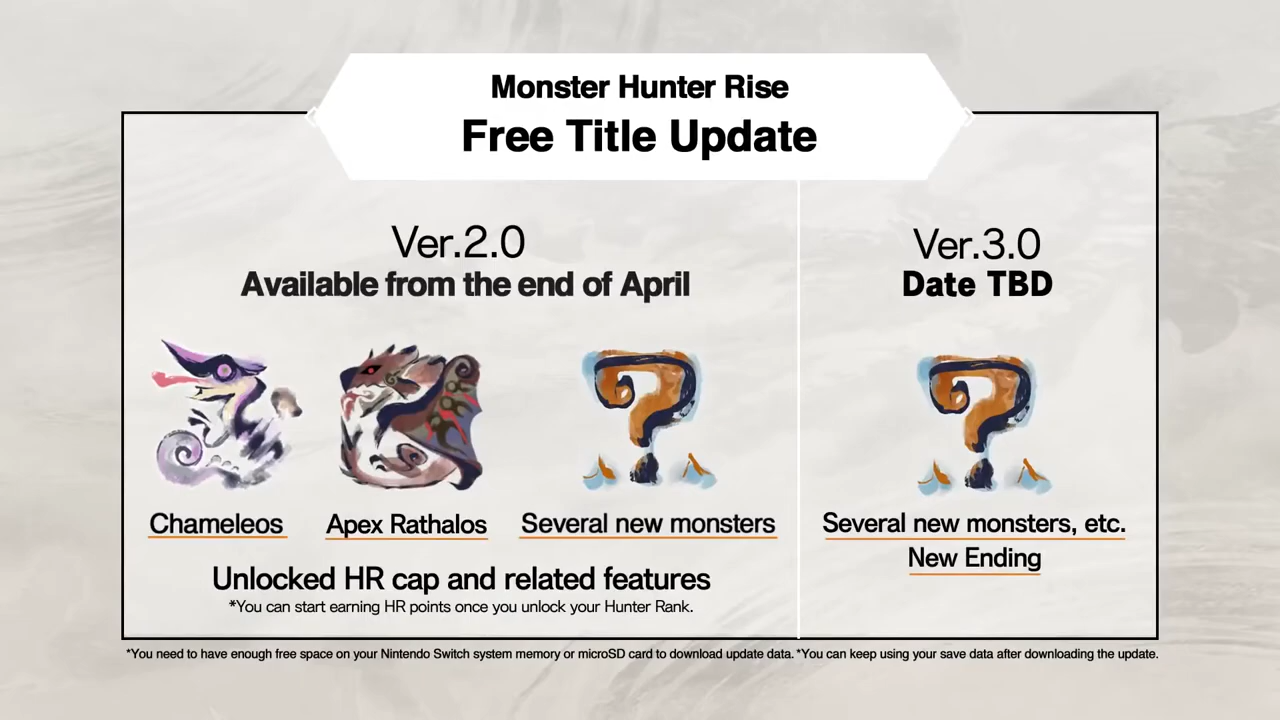 Monster Hunter Rise
Free Title Update
Ver.2.0
Available from the end of April
Chameleos
Apex Rathalos
Several new monsters
Unlocked HR cap and related features
*You can start earning HR points once you unlock your Hunter Rank.
Ver.3.0
Date TBD
Several new monsters, etc.
New Ending
*You need to have enough free space on your Nintendo Switch system memory or microSD card to download update data. *You can keep using your save data after downloading the update.